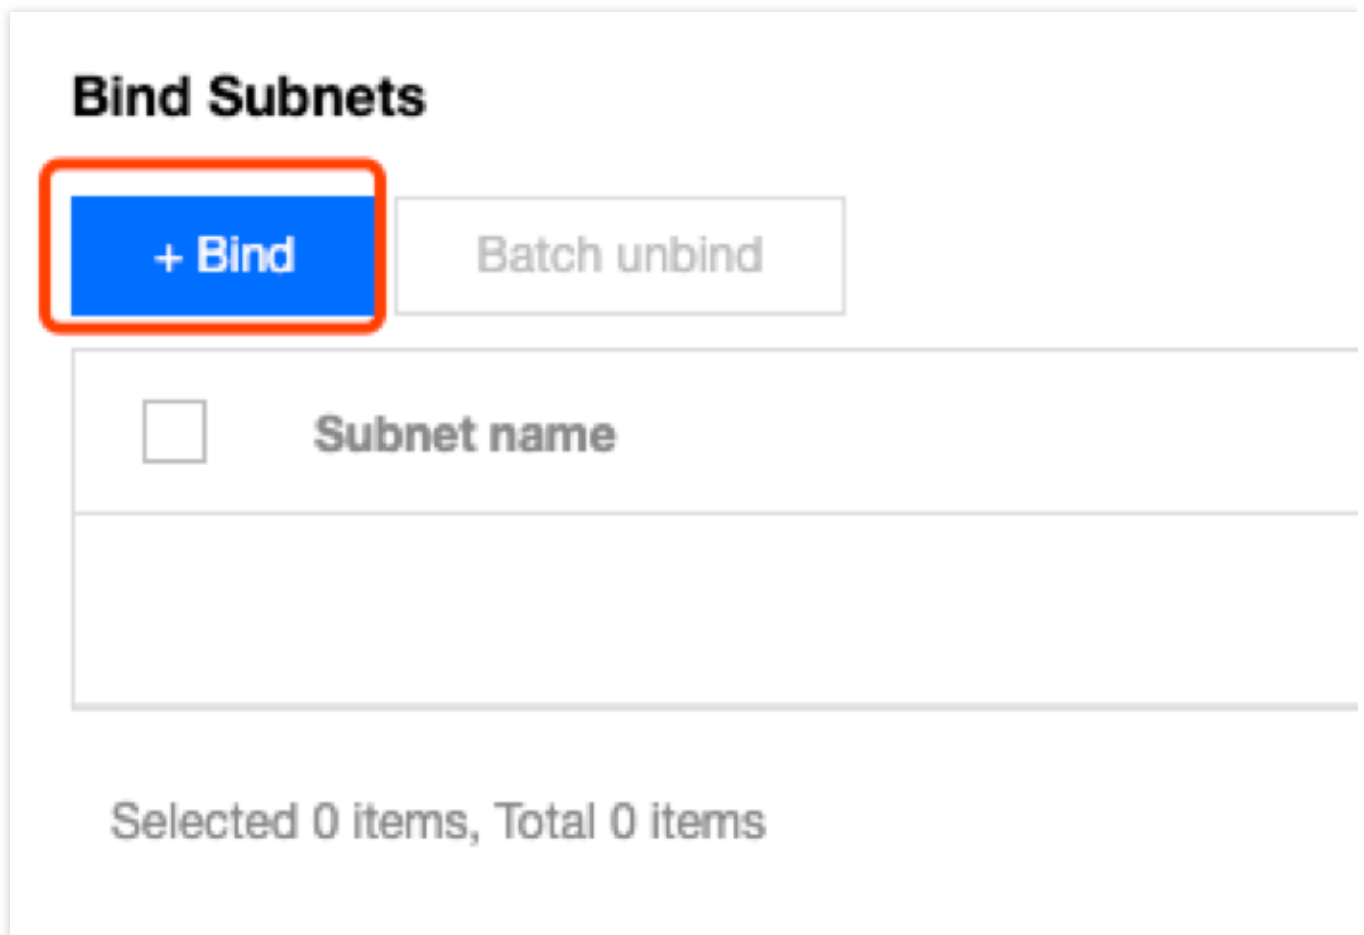 Bind Subnets
+ Bind Batch unbind
Subnet name
Selected 0 items, Total 0 items